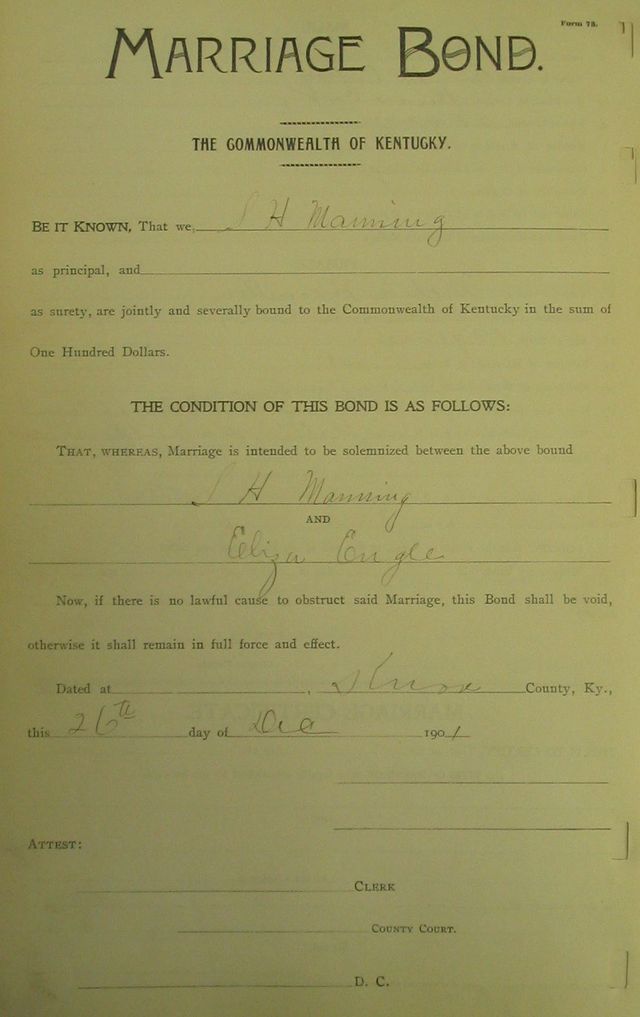 Form 73.
MARRIAGE BOND.
THE COMMONWEALTH OF KENTUCKY.
BE IT KNOWN, That we, S H Manning
as principal, and
as surety, are jointly and severally bound to the Commonwealth of Kentucky in the sum of
One Hundred Dollars.
THE CONDITION OF THIS BOND IS AS FOLLOWS:
THAT, WHEREAS, Marriage is intended to be solemnized between the above bound
S H Manning
AND
Eliza Engle
Now, if there is no lawful cause to obstruct said Marriage, this Bond shall be void,
otherwise it shall remain in full force and effect.
Dated at , Knox County, Ky.,
this 26th day of Dec 1901
ATTEST:
CLERK
COUNTY COURT.
D. C.